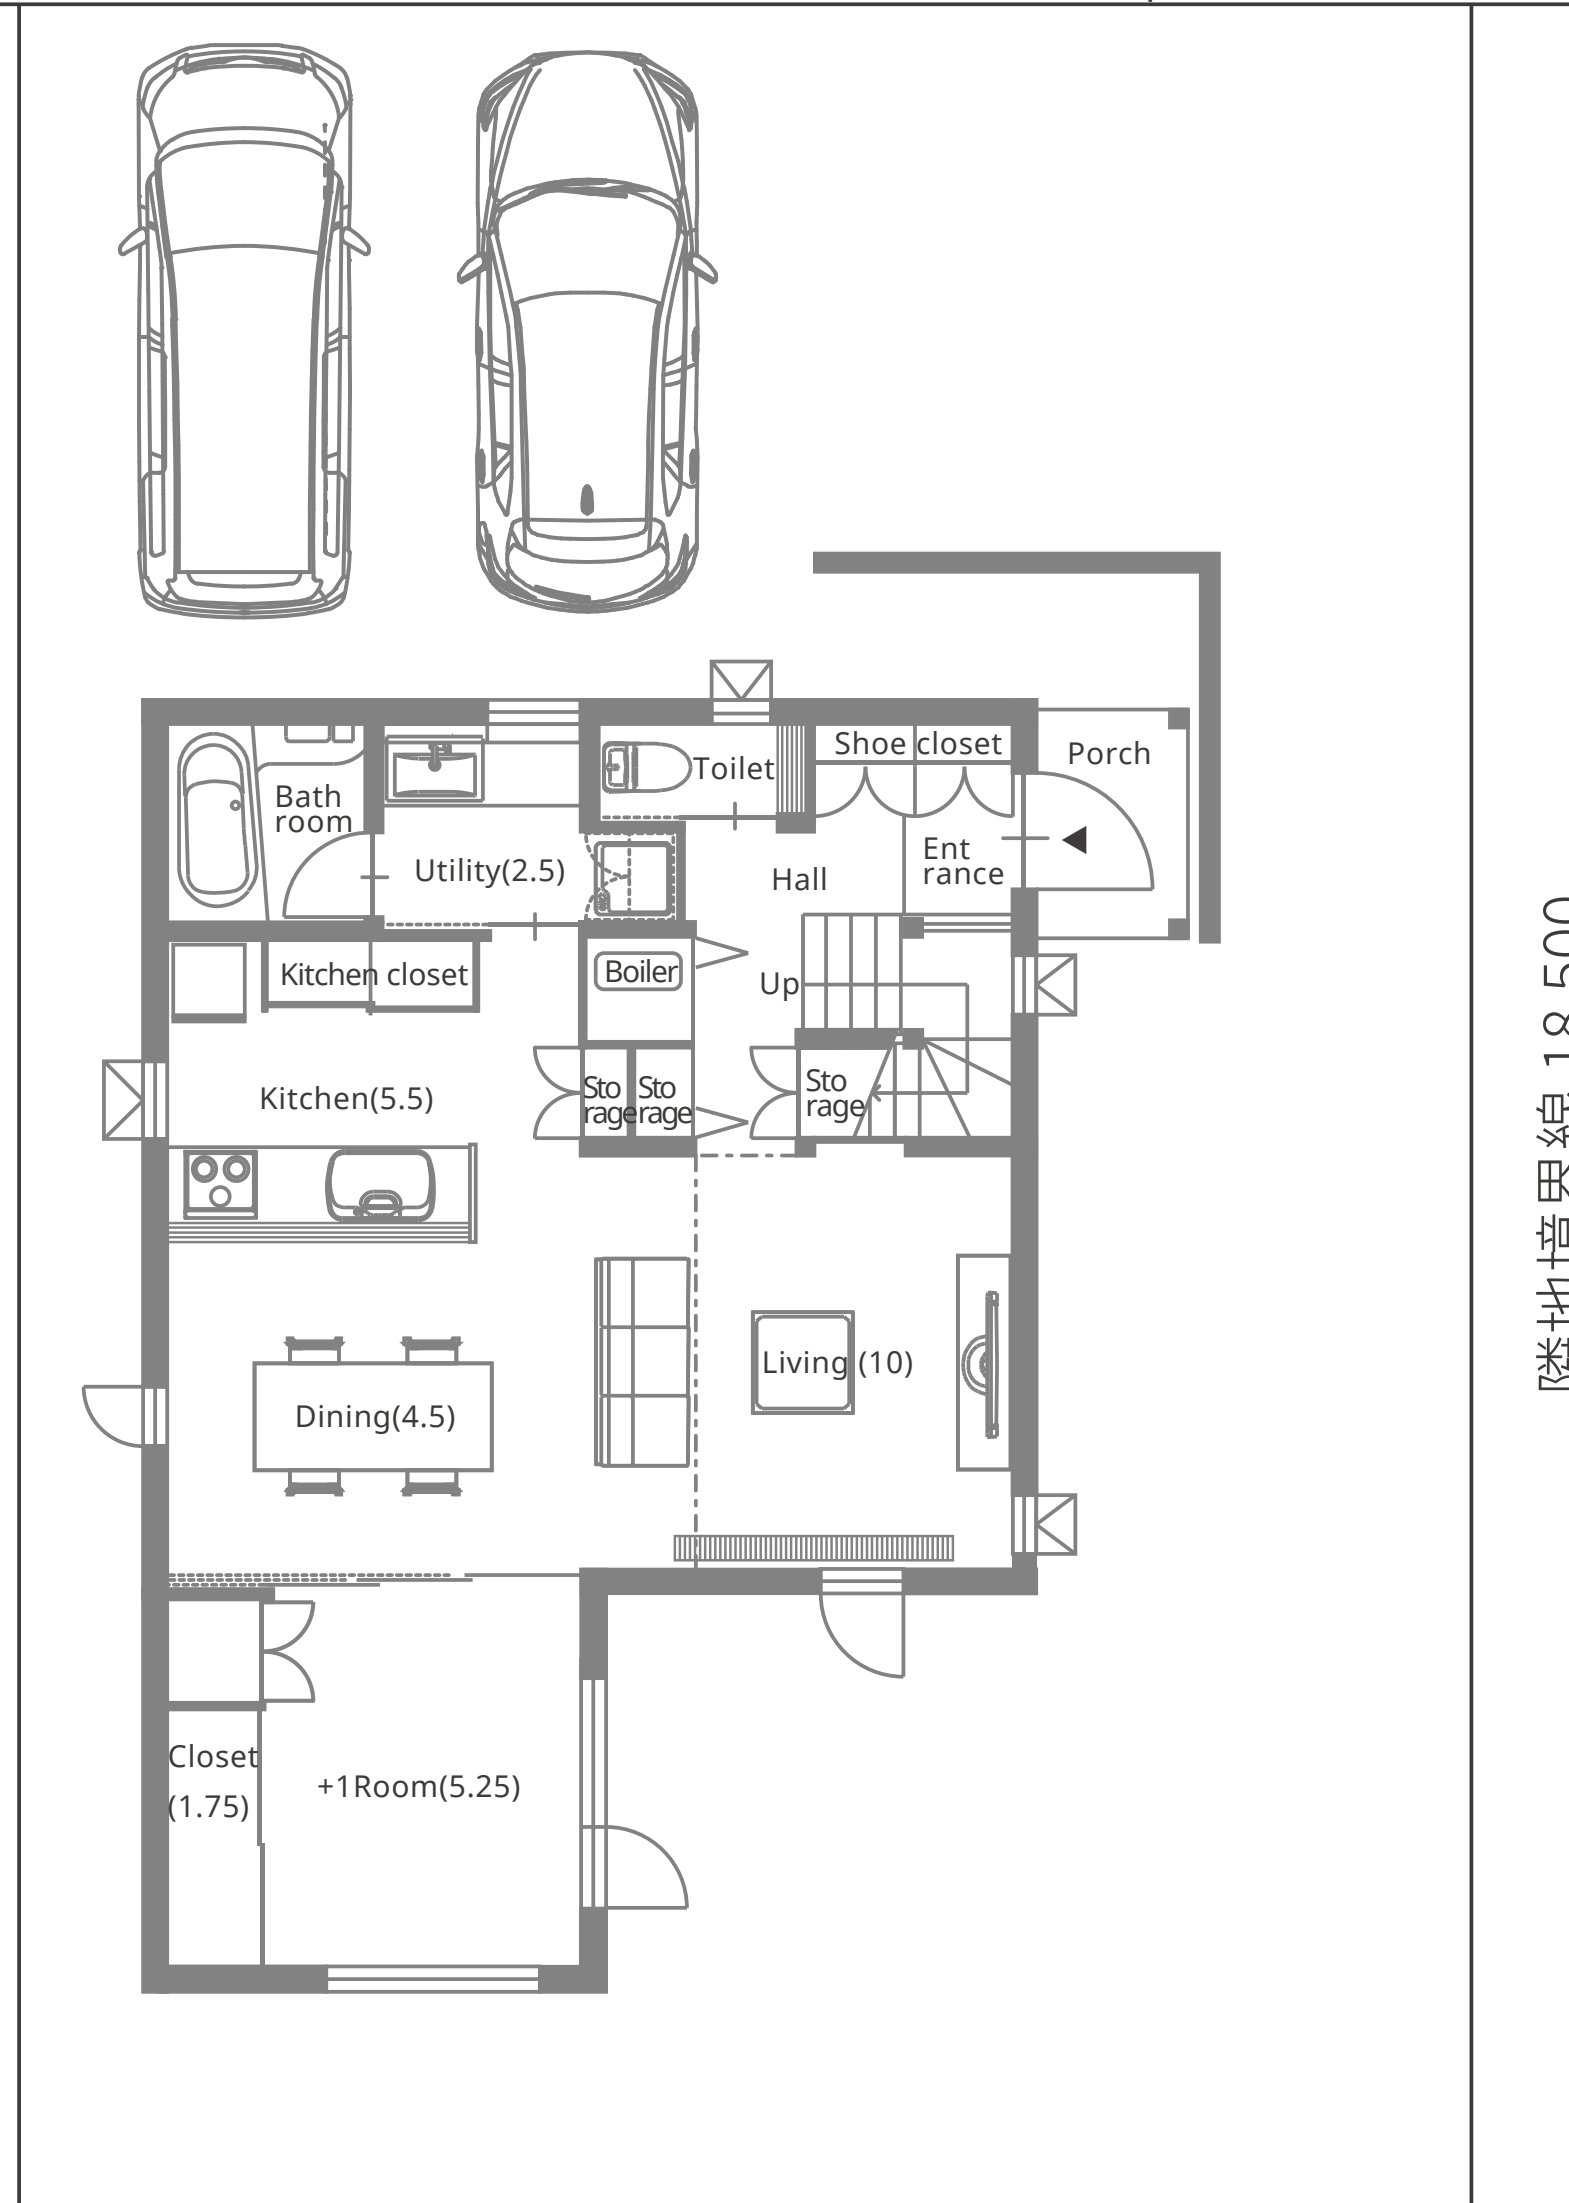 Shoe closet
Toilet
Porch
Bath
room
Ent
rance
Utility(2.5)
Hall
Kitchen closet
Boiler
Up
Kitchen(5.5)
Sto
rage
Sto
rage
Sto
rage
Living (10)
Dining(4.5)
Closet
(1.75)
+1Room(5.25)
隣地境界線 18,500